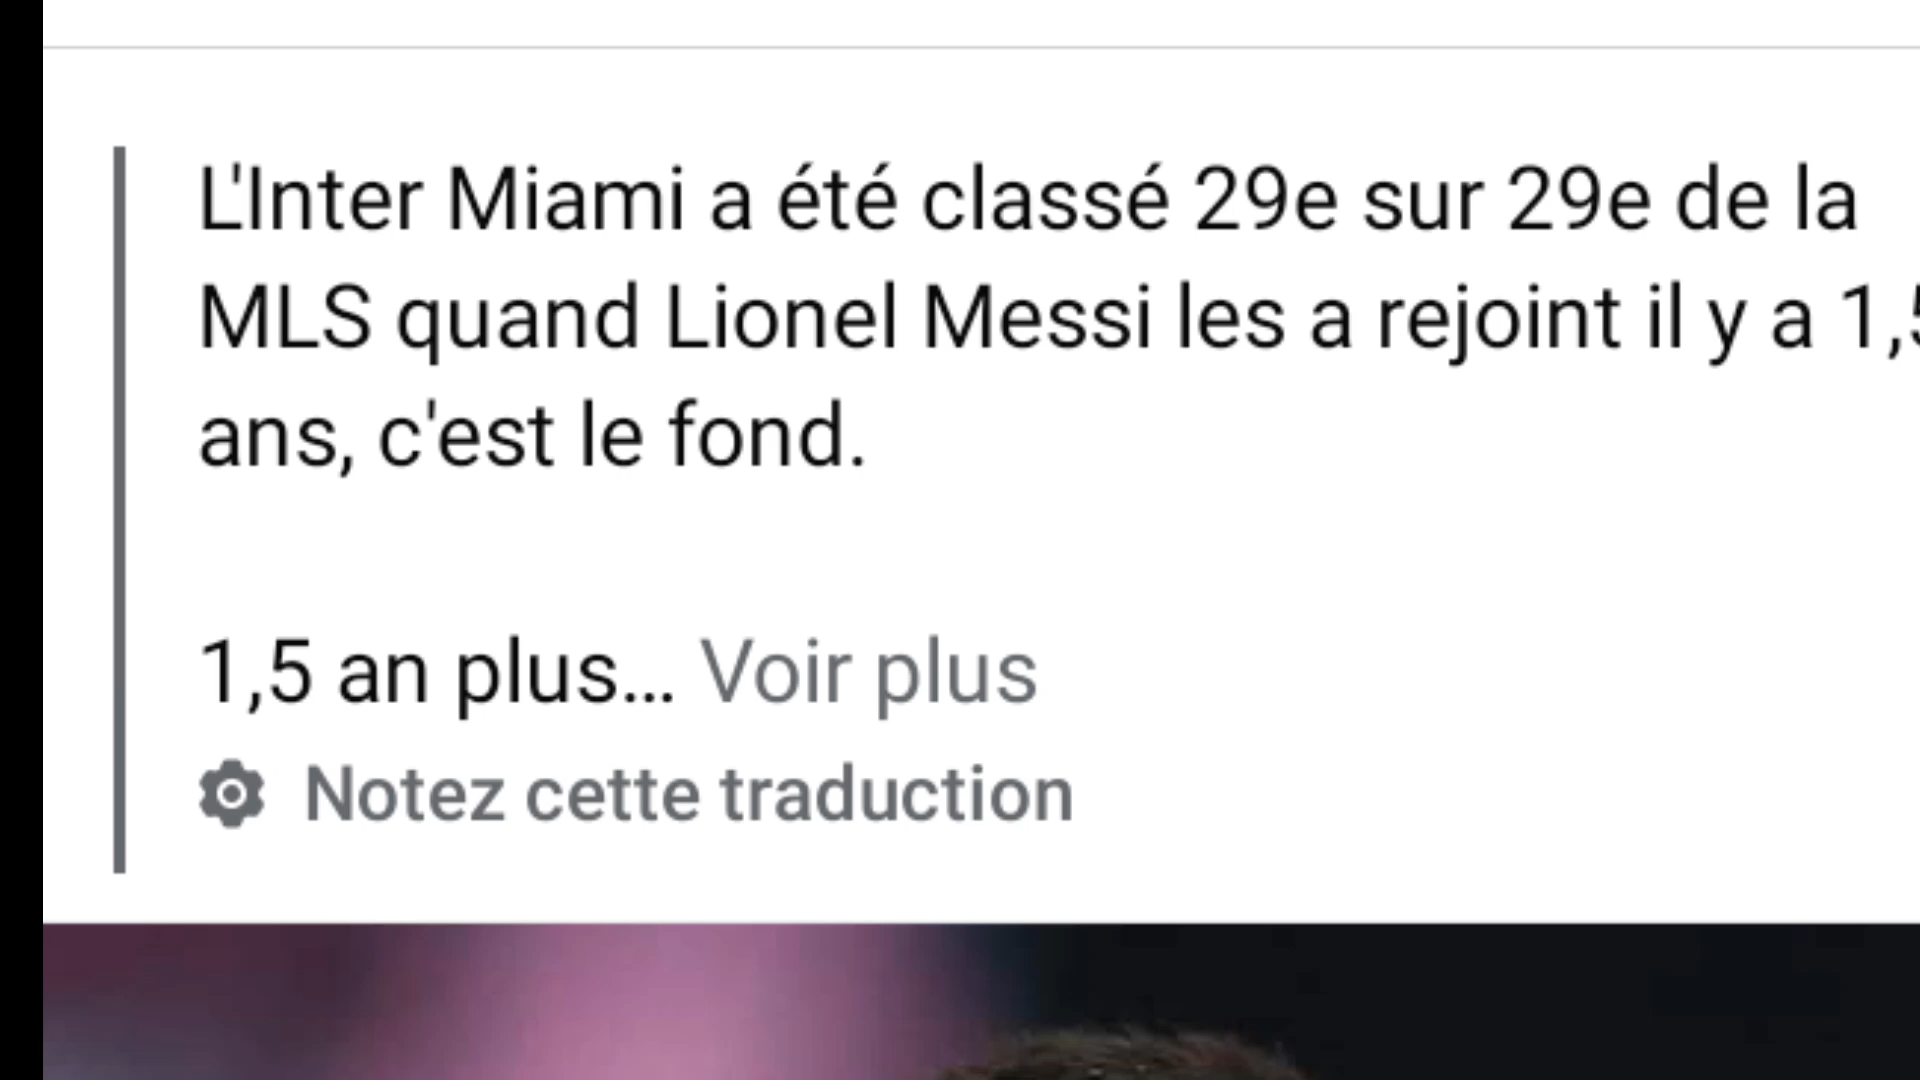 L'Inter Miami a été classé 29e sur 29e de la
MLS quand Lionel Messi les a rejoint il y a 1,5
ans, c'est le fond.
1,5 an plus... Voir plus
Notez cette traduction